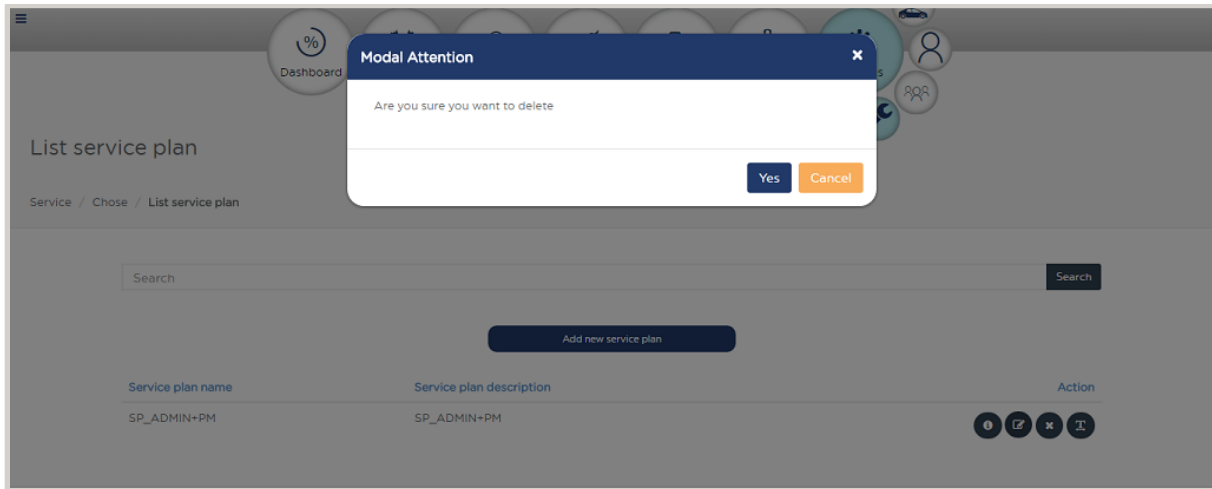 %
Dashboard
Modal Attention
×
s
Are you sure you want to delete
Yes
Cancel
List service plan
Service / Chose / List service plan
Search
Search
Add new service plan
Service plan name
Service plan description
Action
SP_ADMIN+PM
SP_ADMIN+PM